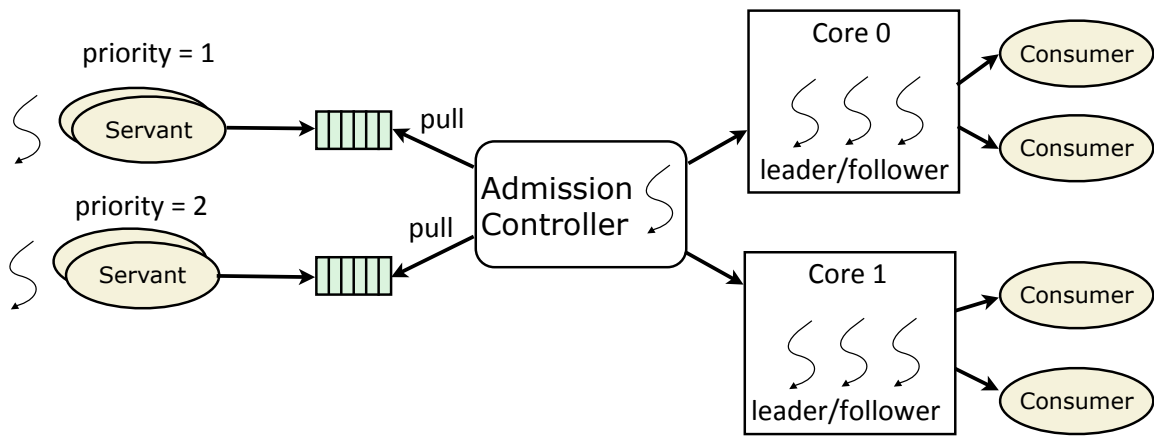 priority = 1
Servant
pull
priority = 2
Servant
pull
Admission
Controller
Core 0
leader/follower
Consumer
Consumer
Core 1
leader/follower
Consumer
Consumer